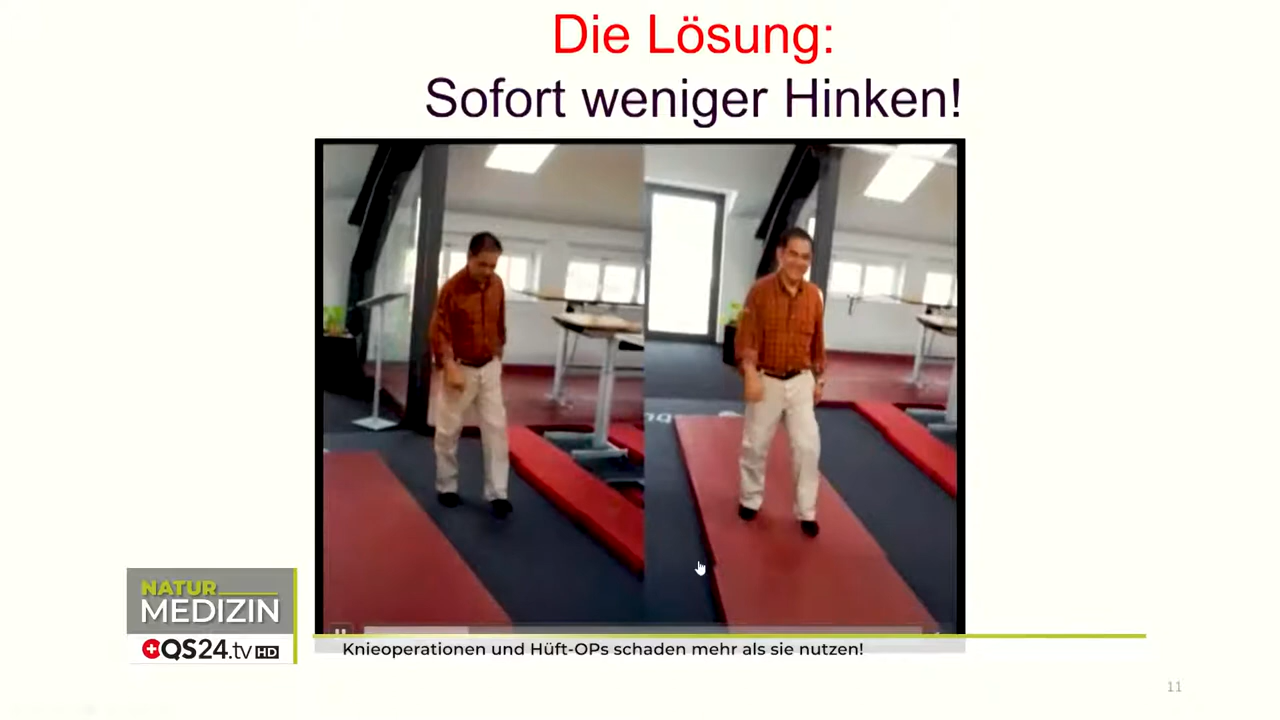 Die Lösung:
Sofort weniger Hinken!
NATUR
MEDIZIN
QS24.tv HD
Knieoperationen und Hüft-OPs schaden mehr als sie nutzen!
11